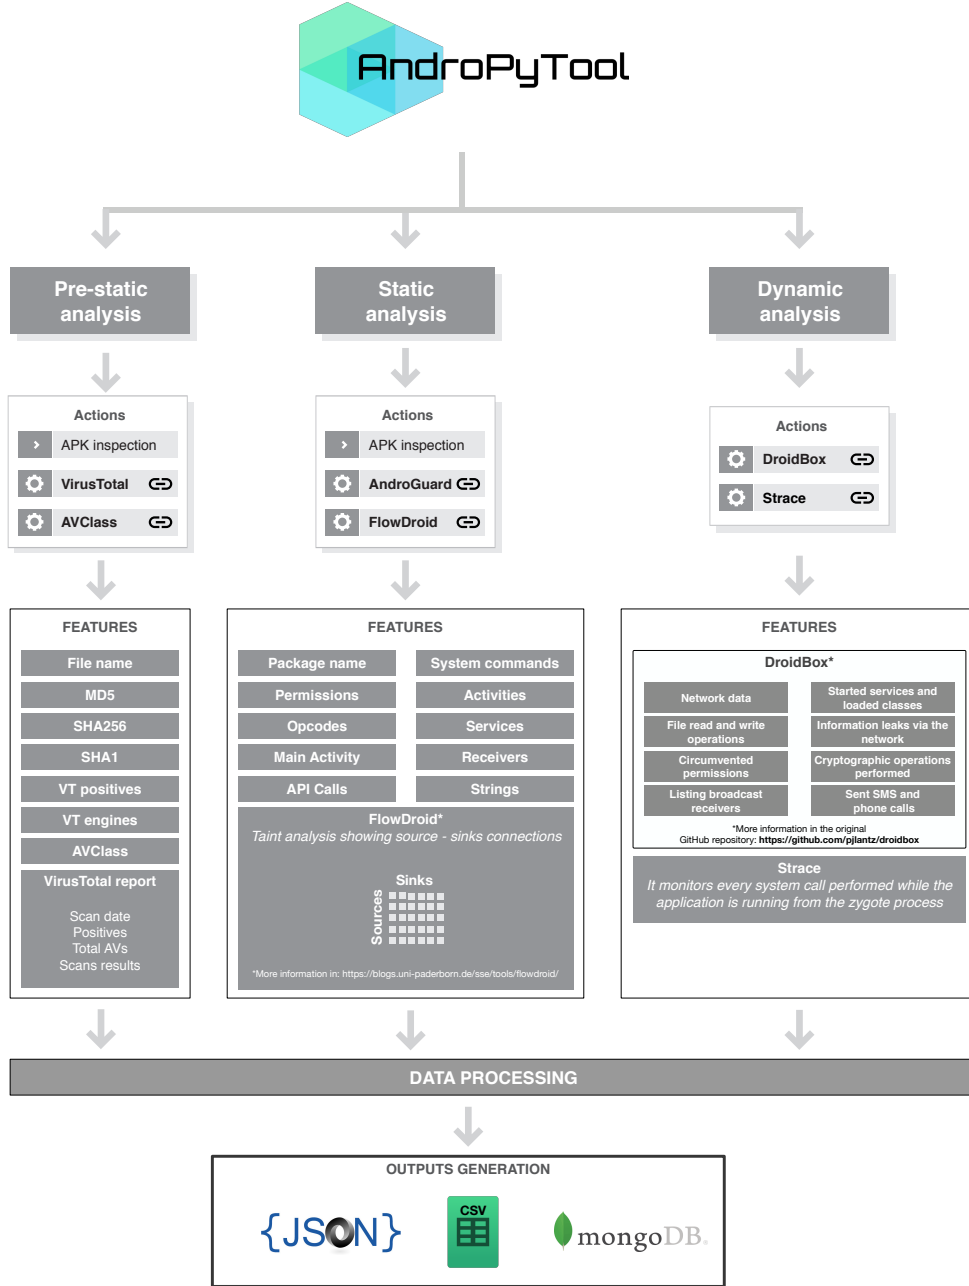 AndroPyTool
Pre-static
analysis
Static
analysis
Dynamic
analysis
Actions
APK inspection
VirusTotal
AVClass
Actions
APK inspection
AndroGuard
FlowDroid
Actions
DroidBox
Strace
FEATURES
File name
MD5
SHA256
SHA1
VT positives
VT engines
AVClass
VirusTotal report
Scan date
Positives
Total AVs
Scans results
FEATURES
Package name
System commands
Permissions
Activities
Opcodes
Services
Main Activity
Receivers
API Calls
Strings
FlowDroid*
Taint analysis showing source - sinks connections
Sinks
Sources
*More information in: https://blogs.uni-paderborn.de/sse/tools/flowdroid/
FEATURES
DroidBox*
Network data
Started services and
loaded classes
File read and write
operations
Information leaks via the
network
Circumvented
permissions
Cryptographic operations
performed
Listing broadcast
receivers
Sent SMS and
phone calls
*More information in the original
GitHub repository: https://github.com/pjlantz/droidbox
Strace
It monitors every system call performed while the
application is running from the zygote process
DATA PROCESSING
OUTPUTS GENERATION
{JSON}
CSV
mongoDB